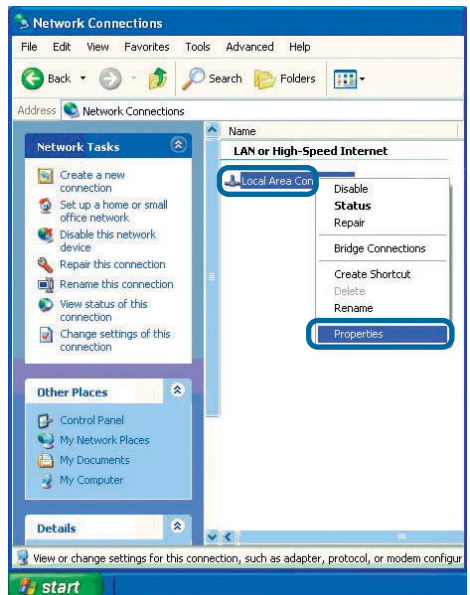 Network Connections
File Edit View Favorites Tools Advanced Help
Back Search Folders
Address Network Connections
Network Tasks
Create a new
connection
Set up a home or small
office network
Disable this network
device
Repair this connection
Rename this connection
View status of this
connection
Change settings of this
connection
Other Places
Control Panel
My Network Places
My Documents
My Computer
Details
Name
LAN or High-Speed Internet
Local Area Con
Disable
Status
Repair
Bridge Connections
Create Shortcut
Delete
Rename
Properties
View or change settings for this connection, such as adapter, protocol, or modem configur
start